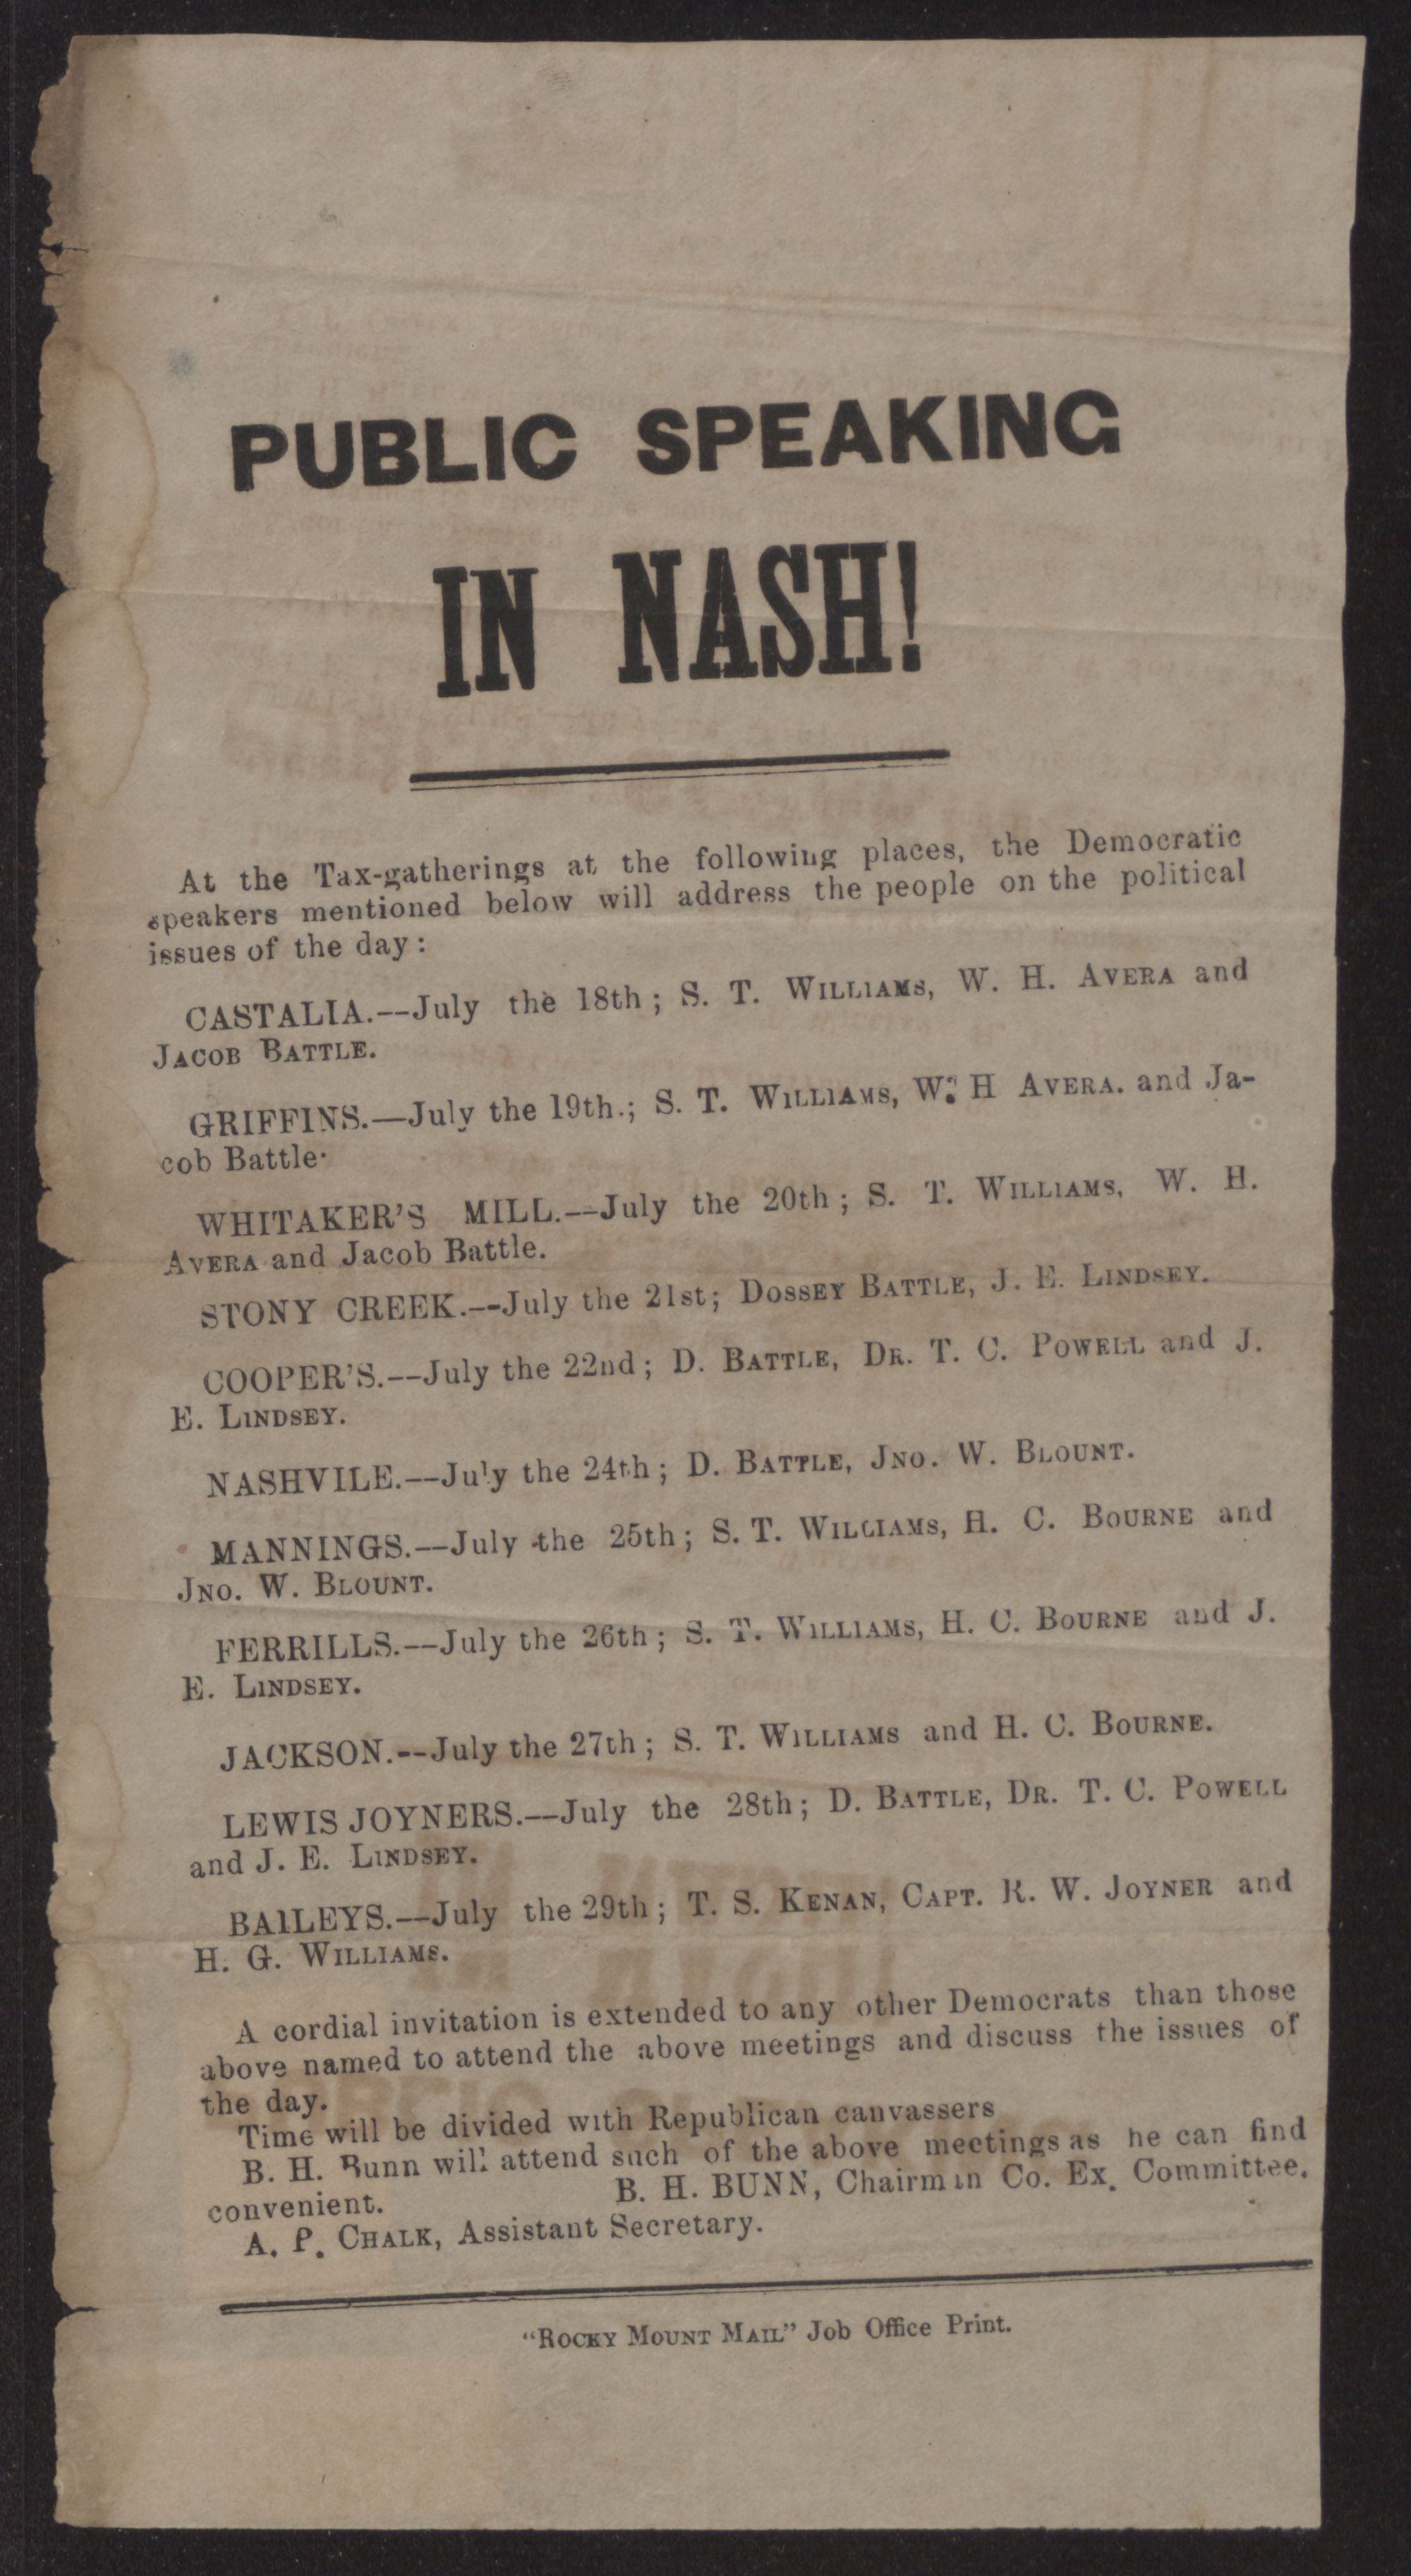 PUBLIC SPEAKING
IN NASH!
At the Tax-gatherings at the following places, the Democratic
speakers mentioned below will address the people on the political
issues of the day:
CASTALIA.--July the 18th; S. T. WILLIAMS, W. H. AVERA and
JACOB BATTLE.
GRIFFINS.—July the 19th.; S. T. WILLIAMS, W. H AVERA. and Ja-
cob Battle.
WHITAKER'S MILL.--July the 20th; S. T. WILLIAMS, W. H.
AVERA and Jacob Battle.
STONY CREEK.--July the 21st; DOSSEY BATTLE, J. E. LINDSEY.
COOPER'S.--July the 22nd; D. BATTLE, DR. T. C. POWELL and J.
E. LINDSEY.
NASHVILE.--July the 24th; D. BATTLE, JNO. W. BLOUNT.
MANNINGS.--July the 25th; S. T. WILLIAMS, H. C. BOURNE and
JNO. W. BLOUNT.
FERRILLS.--July the 26th; S. T. WILLIAMS, H. C. BOURNE and J.
E. LINDSEY.
JACKSON.--July the 27th; S. T. WILLIAMS and H. C. BOURNE.
LEWIS JOYNERS.--July the 28th; D. BATTLE, DR. T. C. POWELL
and J. E. LINDSEY.
BAILEYS.--July the 29th; T. S. KENAN, CAPT. R. W. JOYNER and
H. G. WILLIAMS.
A cordial invitation is extended to any other Democrats than those
above named to attend the above meetings and discuss the issues of
the day.
Time will be divided with Republican canvassers
B. H. Bunn will attend such of the above meetings as he can find
convenient. B. H. BUNN, Chairman Co. Ex. Committee.
A. P. CHALK, Assistant Secretary.
"ROCKY MOUNT MAIL" Job Office Print.